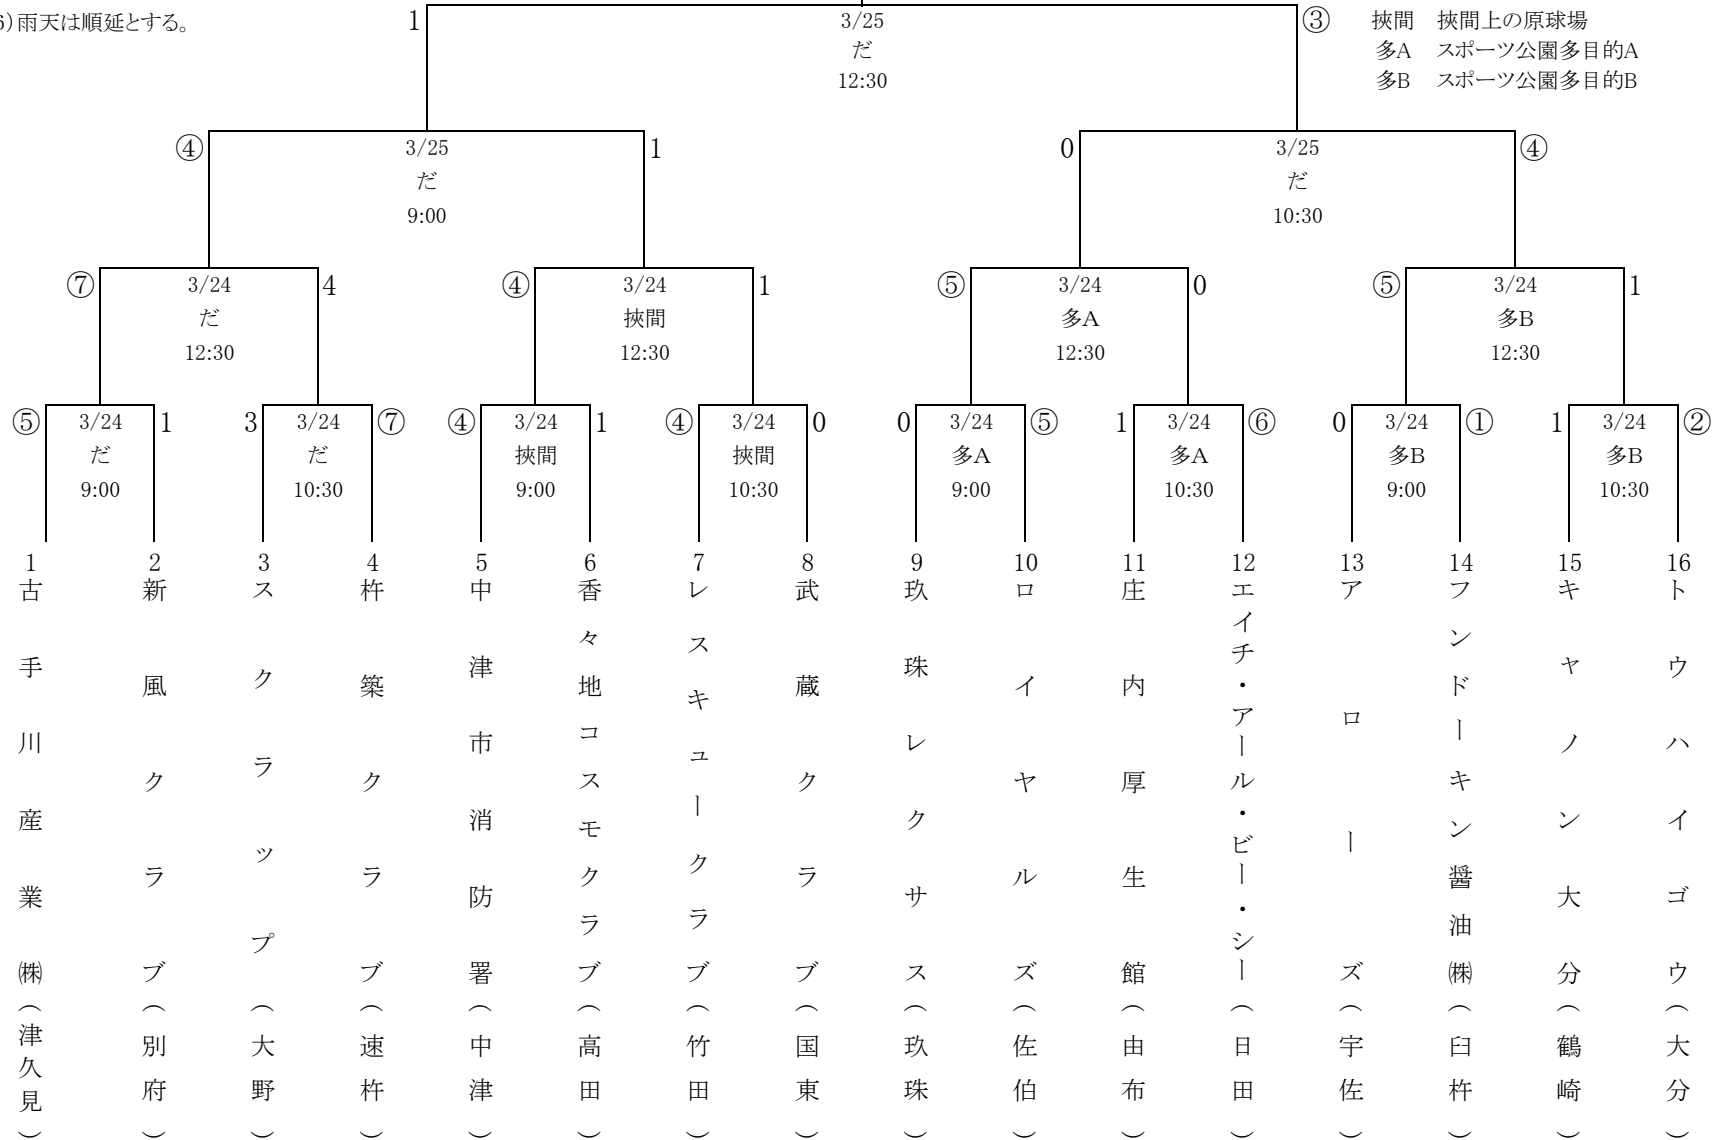 6）雨天は順延とする。
挾間 挾間上の原球場
多A スポーツ公園多目的A
多B スポーツ公園多目的B
1 3/25 ③
だ
12:30
④ 3/25 1
だ
9:00
0 3/25 ④
だ
10:30
⑦ 3/24 4
だ
12:30
④ 3/24 1
挾間
12:30
⑤ 3/24 0
多A
12:30
⑤ 3/24 1
多B
12:30
⑤ 3/24 1
だ
9:00
3 3/24 ⑦
だ
10:30
④ 3/24 1
挾間
9:00
④ 3/24 0
挾間
10:30
0 3/24 ⑤
多A
9:00
1 3/24 ⑥
多A
10:30
0 3/24 ①
多B
9:00
1 3/24 ②
多B
10:30
1 古手川産業㈱（津久見）
2 新風クラブ（別府）
3 スクラップ（大野）
4 杵築クラブ（速杵）
5 中津市消防署（中津）
6 香々地コスモクラブ（高田）
7 レスキュークラブ（竹田）
8 武蔵クラブ（国東）
9 玖珠レクサス（玖珠）
10 ロイヤルズ（佐伯）
11 庄内厚生館（由布）
12 エイチ・アール・ビー・シー（日田）
13 アローズ（宇佐）
14 フンドーキン醤油㈱（臼杵）
15 キヤノン大分（鶴崎）
16 トウハイゴウ（大分）